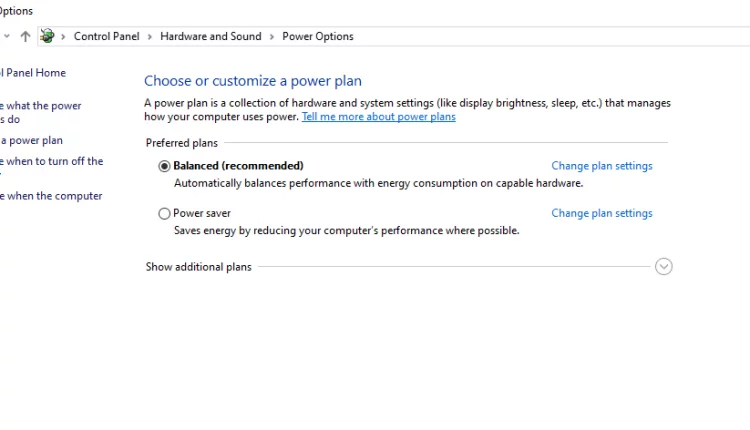 Options
Control Panel > Hardware and Sound > Power Options
l Panel Home
e what the power
s do
a power plan
e when to turn off the
e when the computer
Choose or customize a power plan
A power plan is a collection of hardware and system settings (like display brightness, sleep, etc.) that manages
how your computer uses power. Tell me more about power plans
Preferred plans
Balanced (recommended) Change plan settings
Automatically balances performance with energy consumption on capable hardware.
Power saver Change plan settings
Saves energy by reducing your computer's performance where possible.
Show additional plans